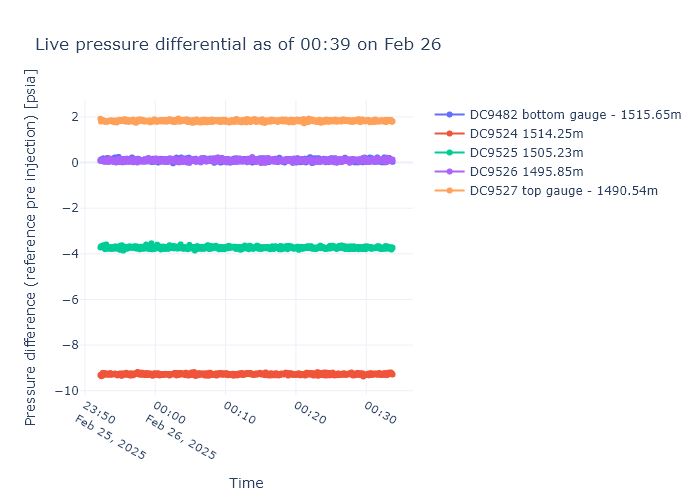 Live pressure differential as of 00:39 on Feb 26
Pressure difference (reference pre injection) [psia]
2
0
−2
−4
−6
−8
−10
23:50
Feb 25, 2025
00:00
Feb 26, 2025
00:10
00:20
00:30
Time
DC9482 bottom gauge - 1515.65m
DC9524 1514.25m
DC9525 1505.23m
DC9526 1495.85m
DC9527 top gauge - 1490.54m